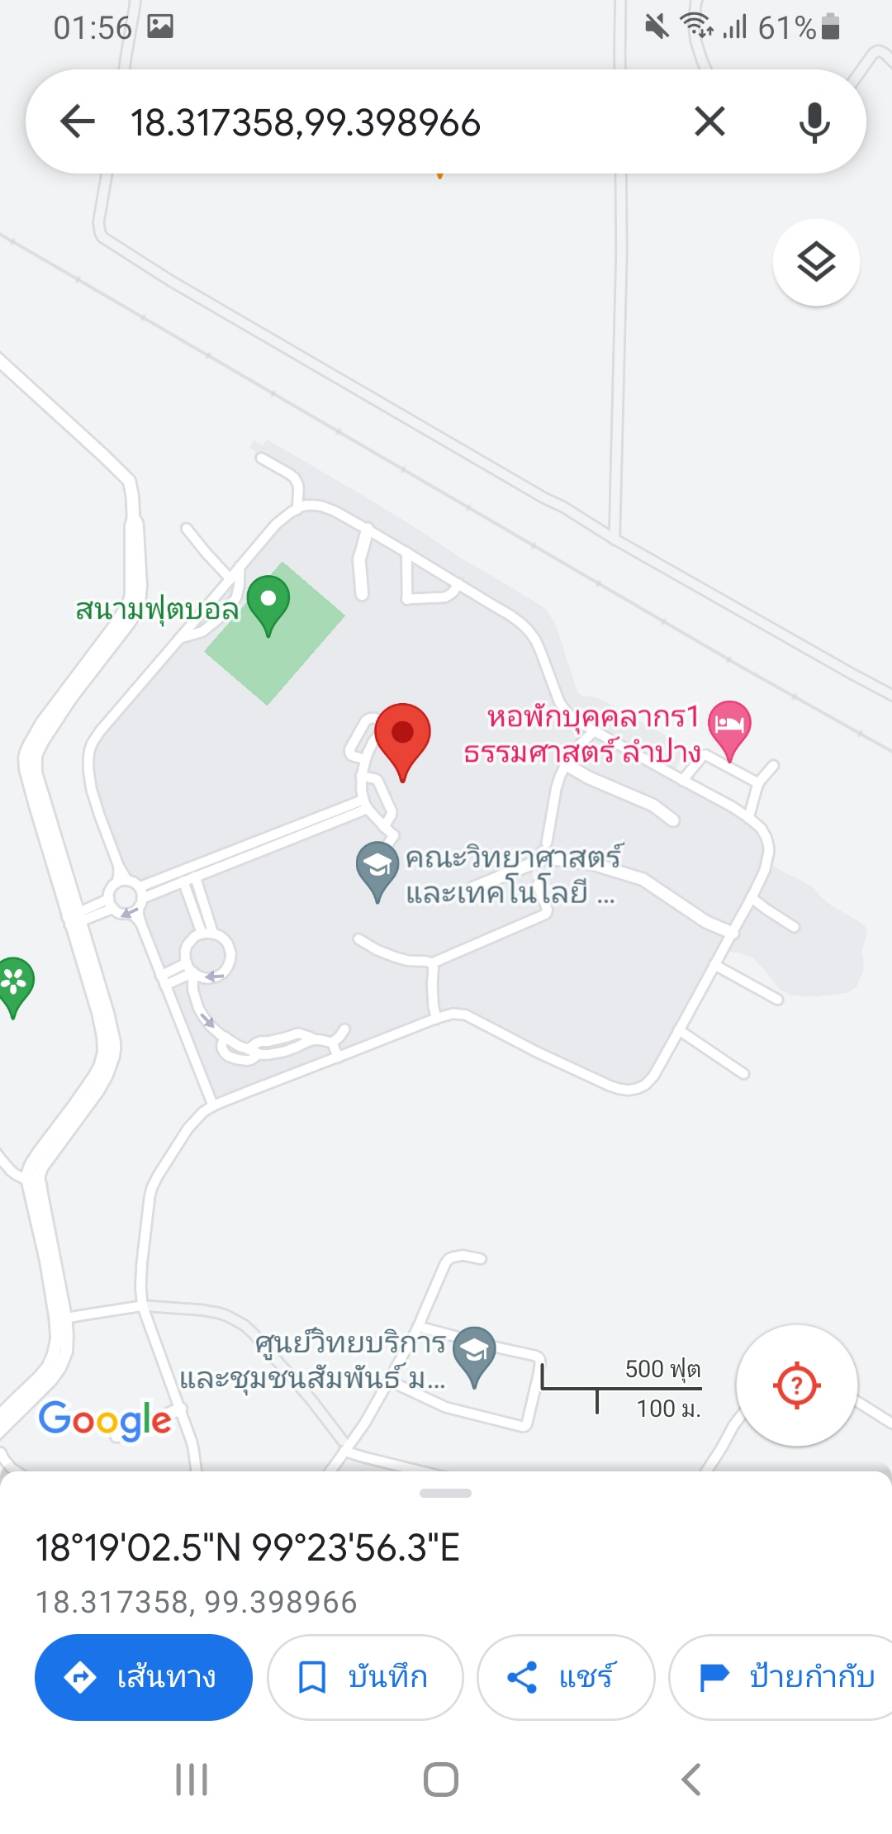 01:56
61%
18.317358,99.398966
สนามฟุตบอล
หอพักบุคคลากร1
ธรรมศาสตร์ ลำปาง
คณะวิทยาศาสตร์
และเทคโนโลยี ...
ศูนย์วิทยบริการ
และชุมชนสัมพันธ์ ม...
500 ฟุต
100 ม.
Google
18°19'02.5"N 99°23'56.3"E
18.317358, 99.398966
เส้นทาง
บันทึก
แชร์
ป้ายกำกับ